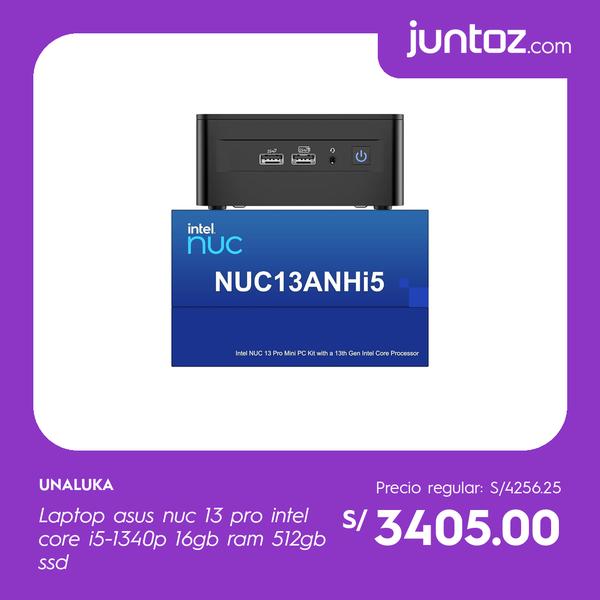 juntoz.com
intel.
nuc
NUC13ANHi5
Intel NUC 13 Pro Mini PC Kit with a 13th Gen Intel Core Processor
UNALUKA
Laptop asus nuc 13 pro intel
core i5-1340p 16gb ram 512gb
ssd
Precio regular: S/4256.25
S/ 3405.00